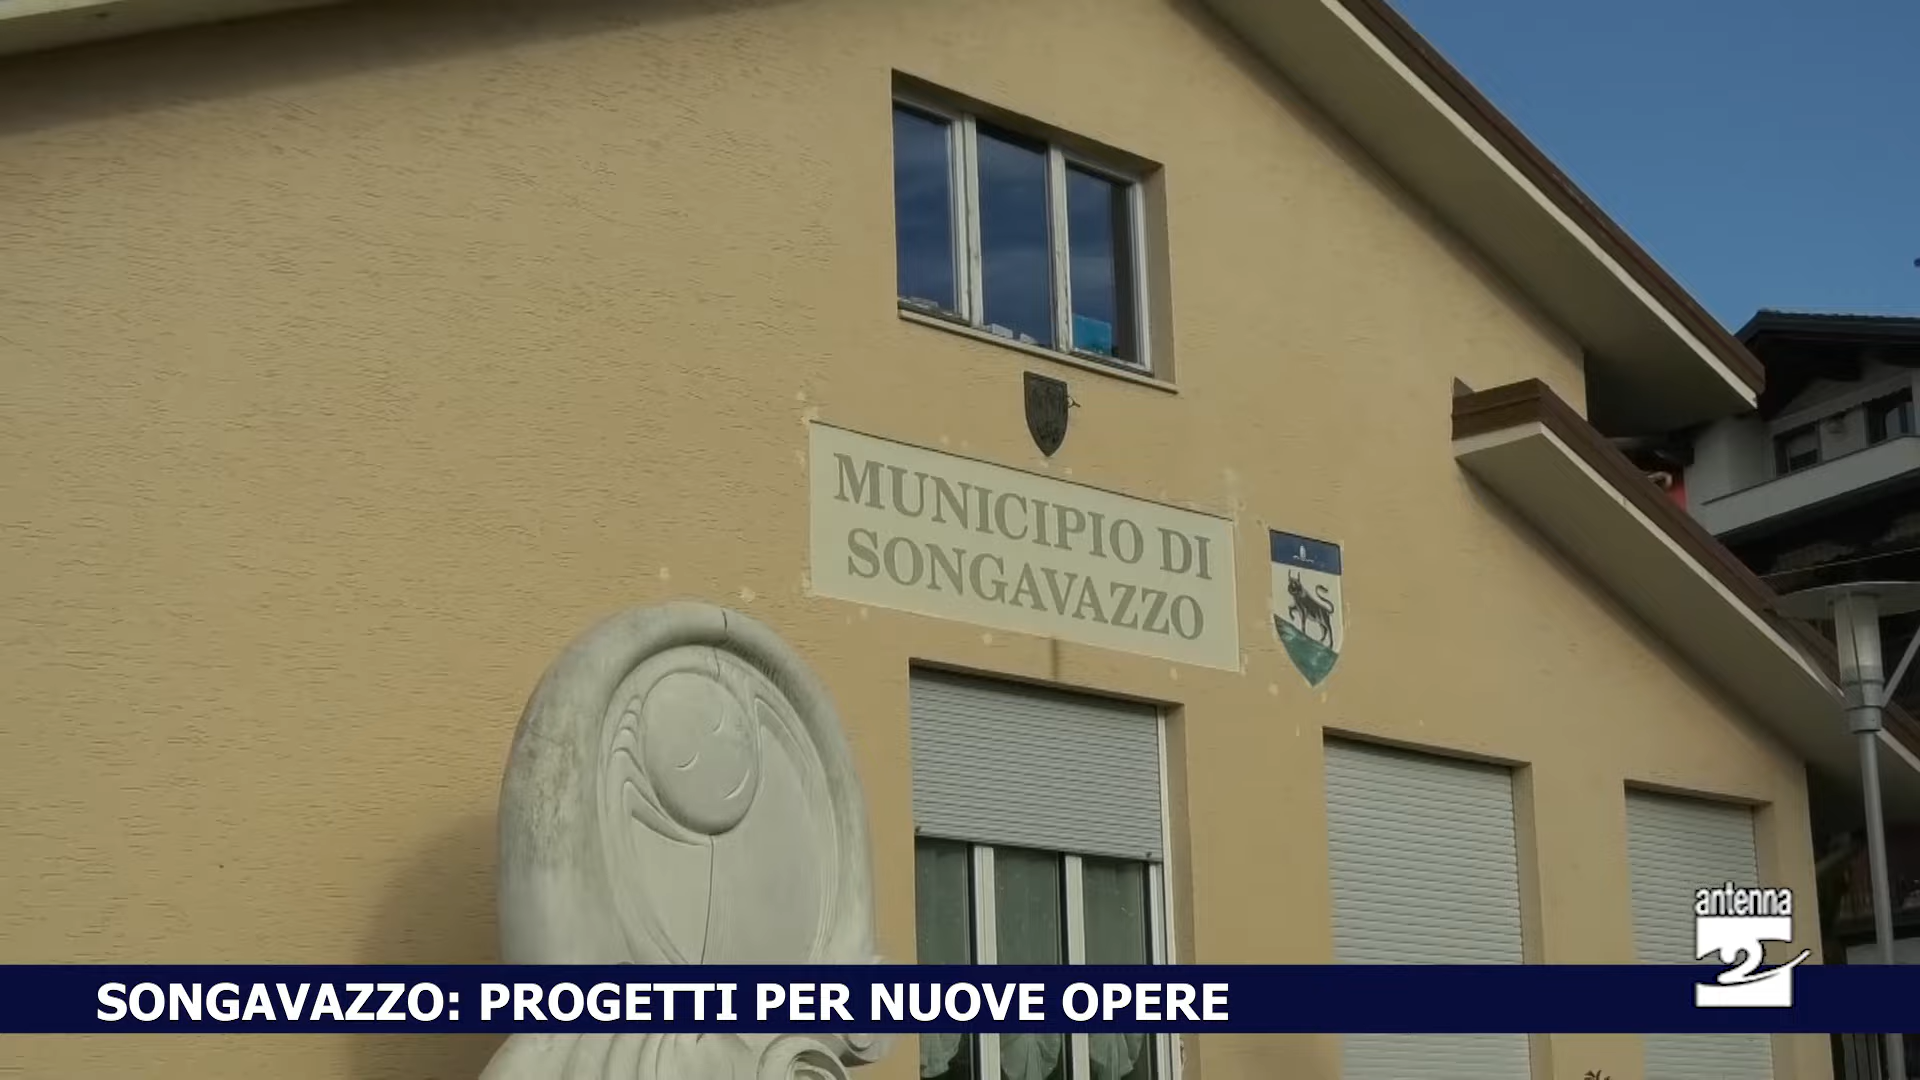 MUNICIPIO DI
SONGAVAZZO
antenna
2
SONGAVAZZO: PROGETTI PER NUOVE OPERE